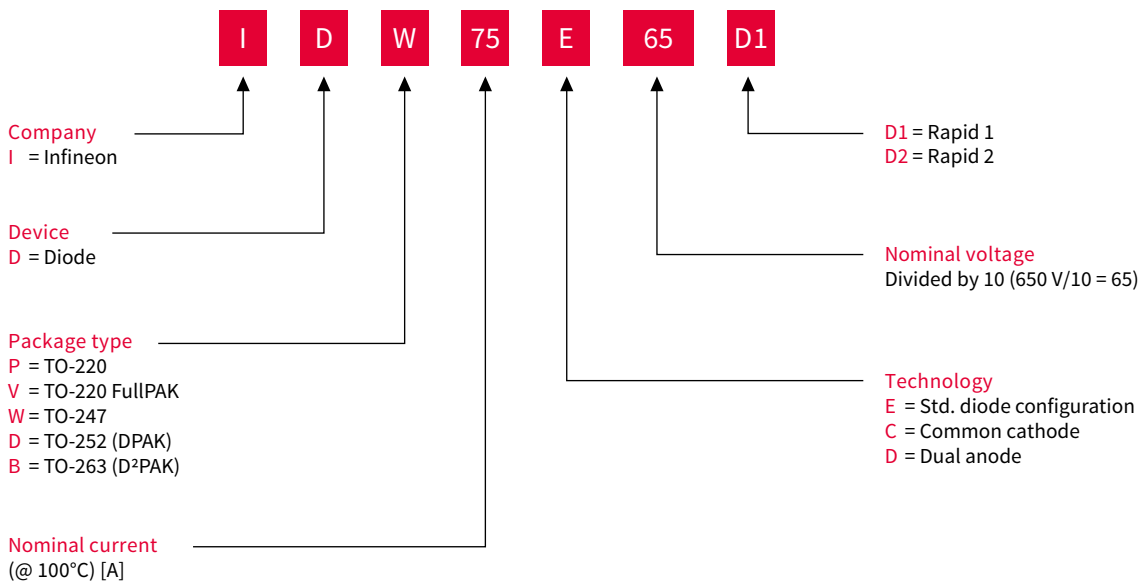 I D W 75 E 65 D1
Company
I = Infineon
Device
D = Diode
Package type
P = TO-220
V = TO-220 FullPAK
W = TO-247
D = TO-252 (DPAK)
B = TO-263 (D²PAK)
Nominal current
(@ 100°C) [A]
D1 = Rapid 1
D2 = Rapid 2
Nominal voltage
Divided by 10 (650 V/10 = 65)
Technology
E = Std. diode configuration
C = Common cathode
D = Dual anode